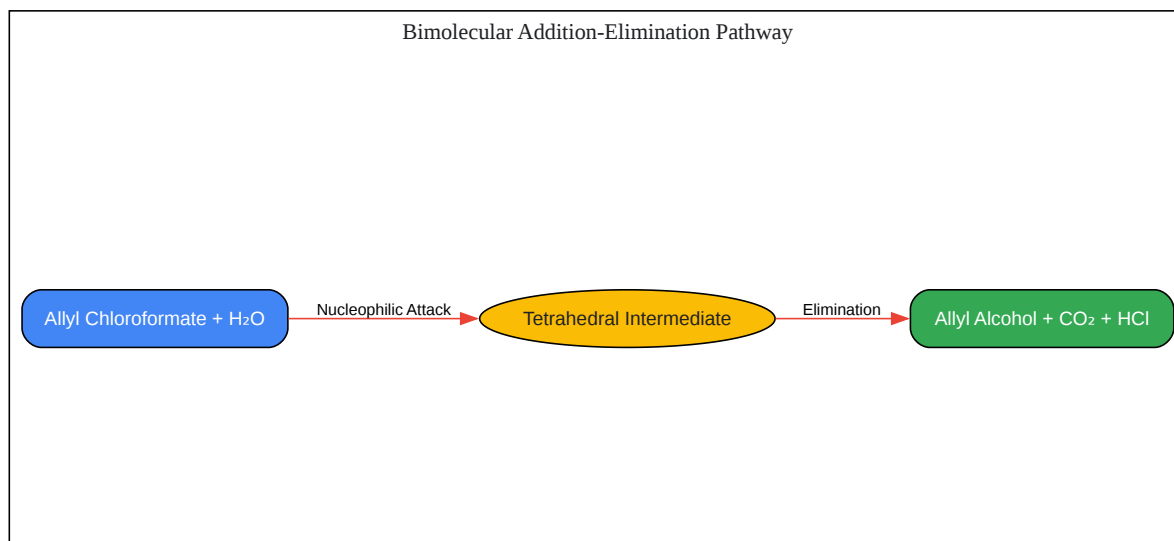 Bimolecular Addition-Elimination Pathway
Allyl Chloroformate + H₂O
Nucleophilic Attack
Tetrahedral Intermediate
Elimination
Allyl Alcohol + CO₂ + HCl